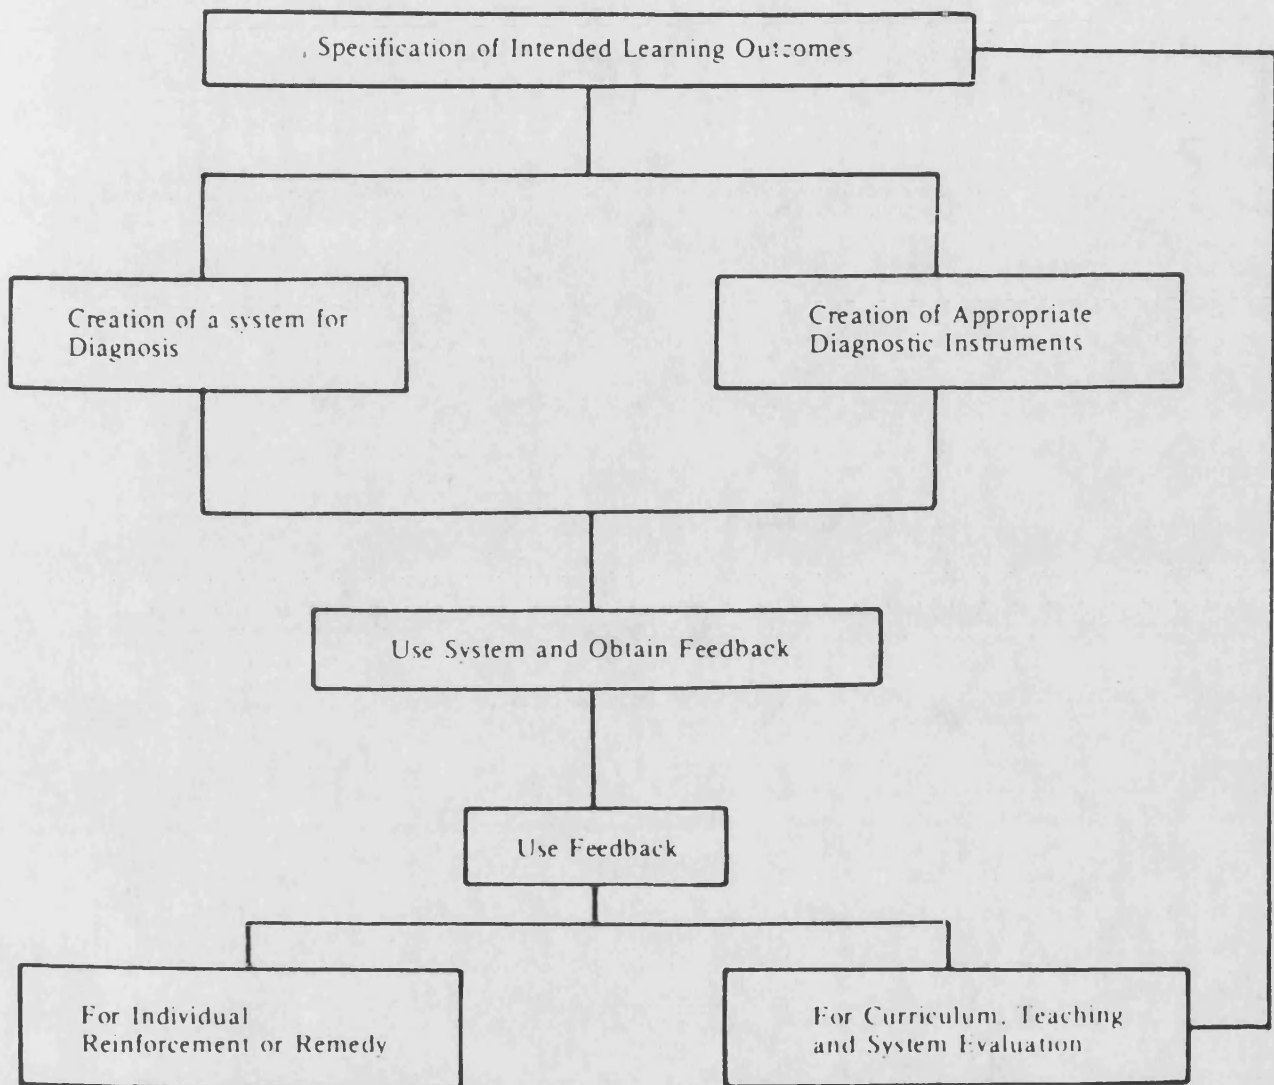 Specification of Intended Learning Outcomes
Creation of a system for
Diagnosis
Creation of Appropriate
Diagnostic Instruments
Use System and Obtain Feedback
Use Feedback
For Individual
Reinforcement or Remedy
For Curriculum, Teaching
and System Evaluation